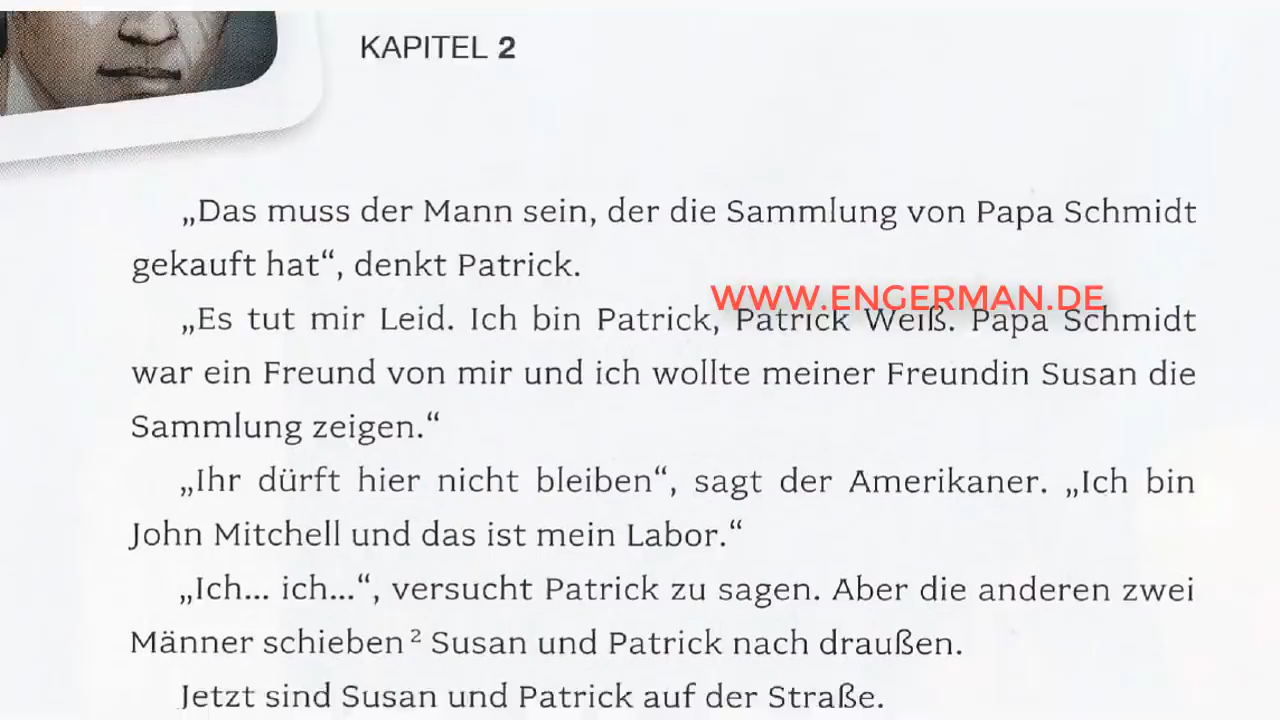 KAPITEL 2
„Das muss der Mann sein, der die Sammlung von Papa Schmidt
gekauft hat“, denkt Patrick.
WWW.ENGERMAN.DE
„Es tut mir Leid. Ich bin Patrick, Patrick Weiß. Papa Schmidt
war ein Freund von mir und ich wollte meiner Freundin Susan die
Sammlung zeigen.“
„Ihr dürft hier nicht bleiben“, sagt der Amerikaner. „Ich bin
John Mitchell und das ist mein Labor.“
„Ich... ich...“, versucht Patrick zu sagen. Aber die anderen zwei
Männer schieben² Susan und Patrick nach draußen.
Jetzt sind Susan und Patrick auf der Straße.